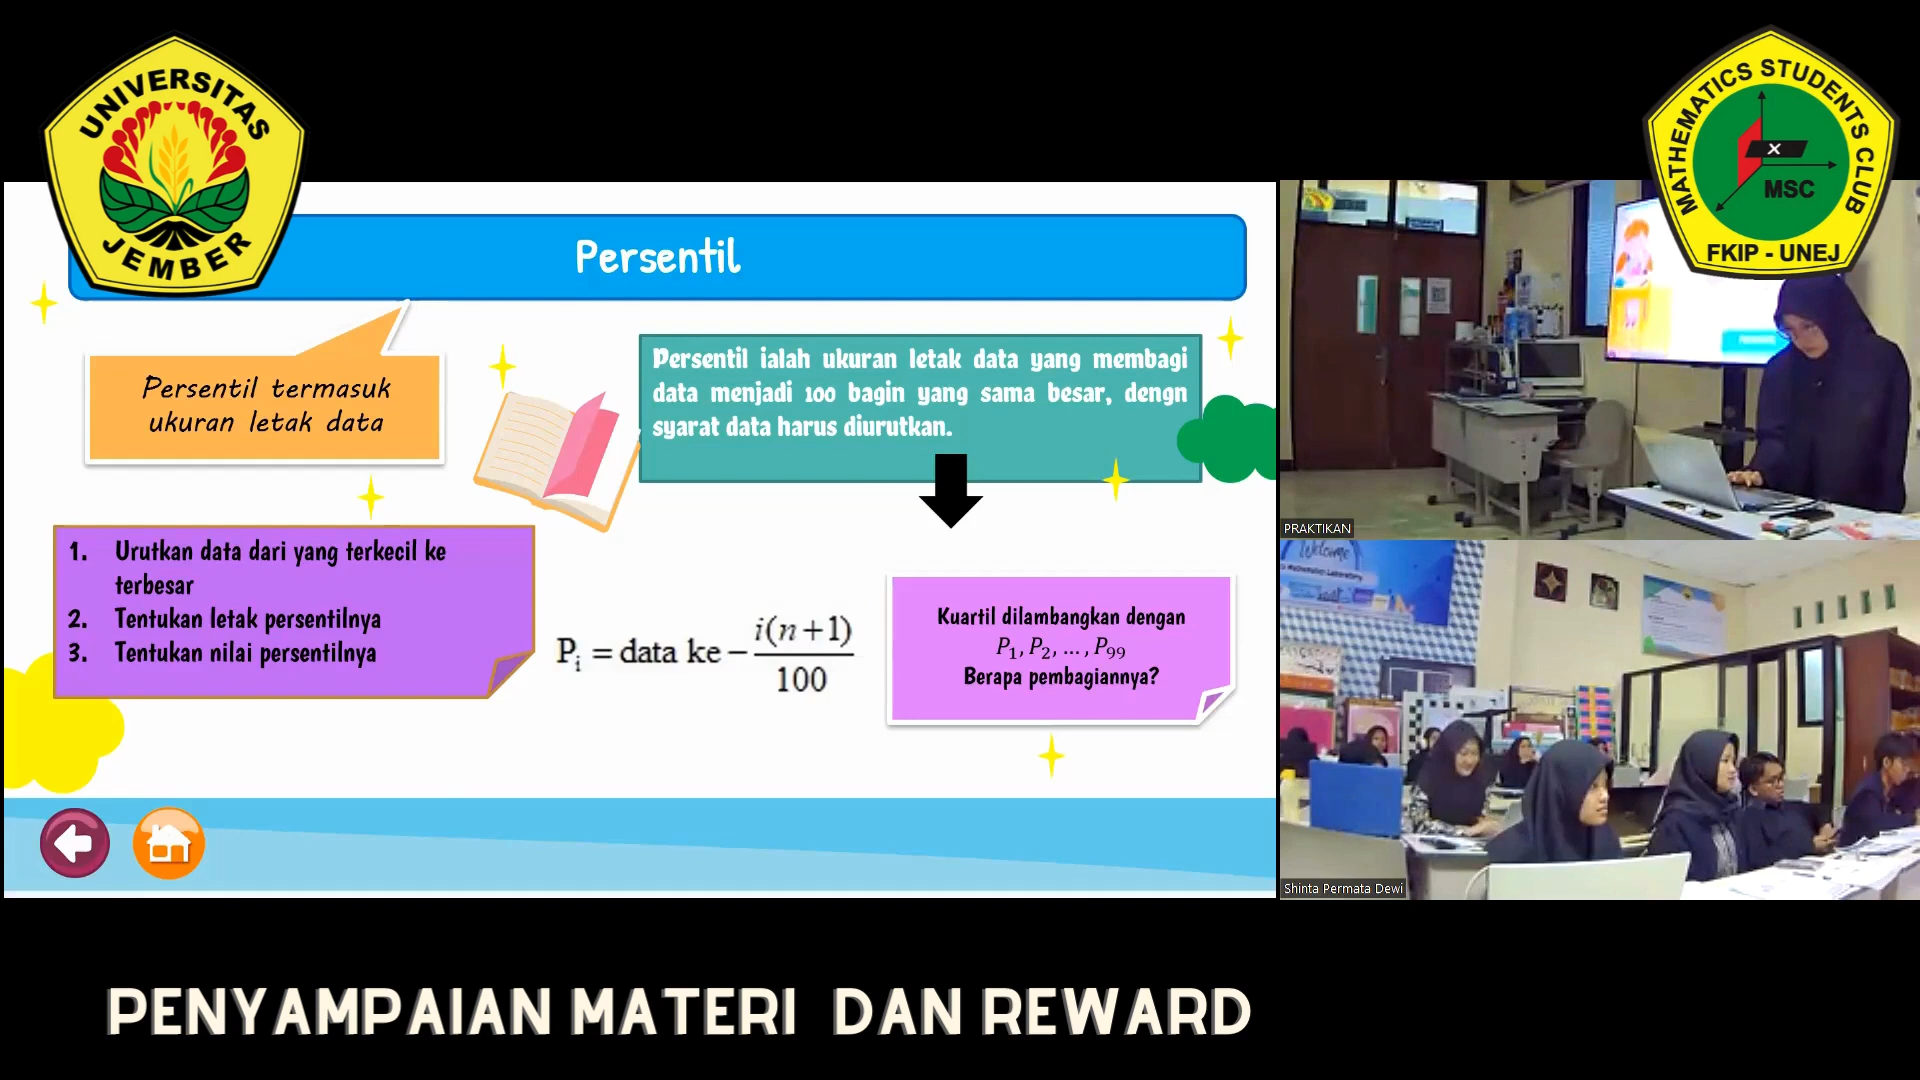 UNIVERSITAS
JEMBER
MATHEMATICS STUDENTS CLUB
X
MSC
FKIP - UNEJ
Persentil
Persentil termasuk
ukuran letak data
Persentil ialah ukuran letak data yang membagi
data menjadi 100 bagin yang sama besar, dengn
syarat data harus diurutkan.
1. Urutkan data dari yang terkecil ke
terbesar
2. Tentukan letak persentilnya
3. Tentukan nilai persentilnya
Pᵢ = data ke – i(n+1)/100
Kuartil dilambangkan dengan
P₁, P₂, ..., P₉₉
Berapa pembagiannya?
PRAKTIKAN
Welcome
Mathematics Laboratory
Shinta Permata Dewi
PENYAMPAIAN MATERI DAN REWARD